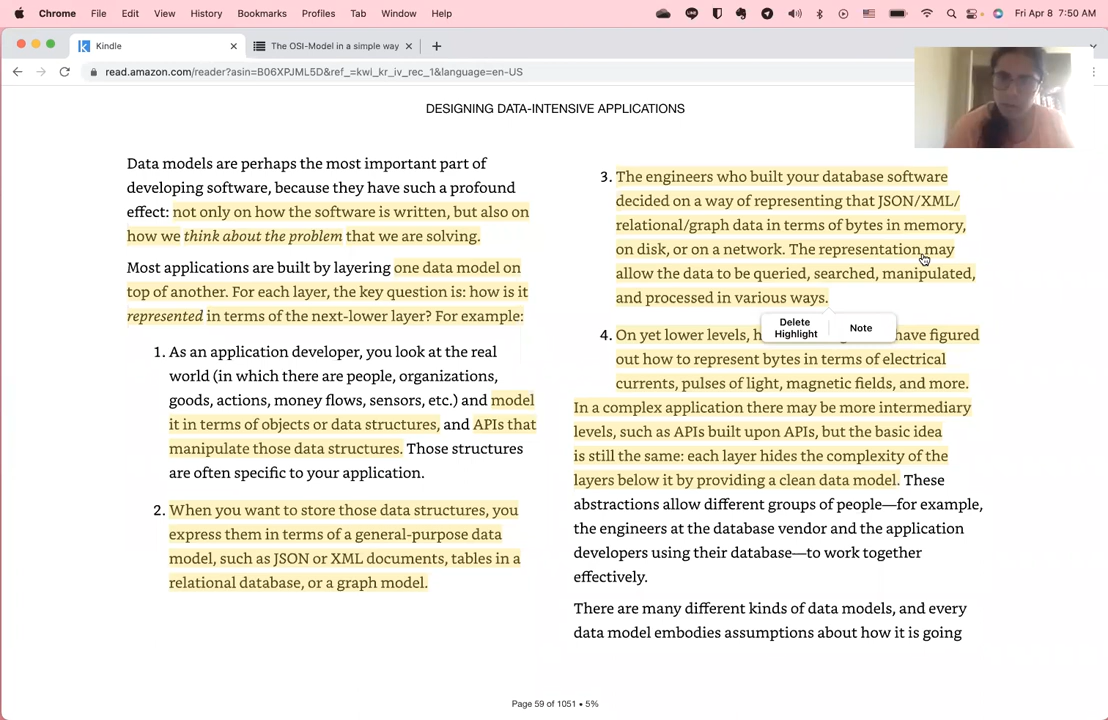 Chrome File Edit View History Bookmarks Profiles Tab Window Help Fri Apr 8 7:50 AM
Kindle The OSI-Model in a simple way
read.amazon.com/reader?asin=B06XPJML5D&ref_=kwi_kr_iv_rec_1&language=en-US
DESIGNING DATA-INTENSIVE APPLICATIONS
Data models are perhaps the most important part of
developing software, because they have such a profound
effect: not only on how the software is written, but also on
how we think about the problem that we are solving.
Most applications are built by layering one data model on
top of another. For each layer, the key question is: how is it
represented in terms of the next-lower layer? For example:
1. As an application developer, you look at the real
world (in which there are people, organizations,
goods, actions, money flows, sensors, etc.) and model
it in terms of objects or data structures, and APIs that
manipulate those data structures. Those structures
are often specific to your application.
2. When you want to store those data structures, you
express them in terms of a general-purpose data
model, such as JSON or XML documents, tables in a
relational database, or a graph model.
3. The engineers who built your database software
decided on a way of representing that JSON/XML/
relational/graph data in terms of bytes in memory,
on disk, or on a network. The representation may
allow the data to be queried, searched, manipulated,
and processed in various ways.
Delete
Highlight
Note
4. On yet lower levels, have figured
out how to represent bytes in terms of electrical
currents, pulses of light, magnetic fields, and more.
In a complex application there may be more intermediary
levels, such as APIs built upon APIs, but the basic idea
is still the same: each layer hides the complexity of the
layers below it by providing a clean data model. These
abstractions allow different groups of people—for example,
the engineers at the database vendor and the application
developers using their database—to work together
effectively.
There are many different kinds of data models, and every
data model embodies assumptions about how it is going
Page 59 of 1051 • 5%